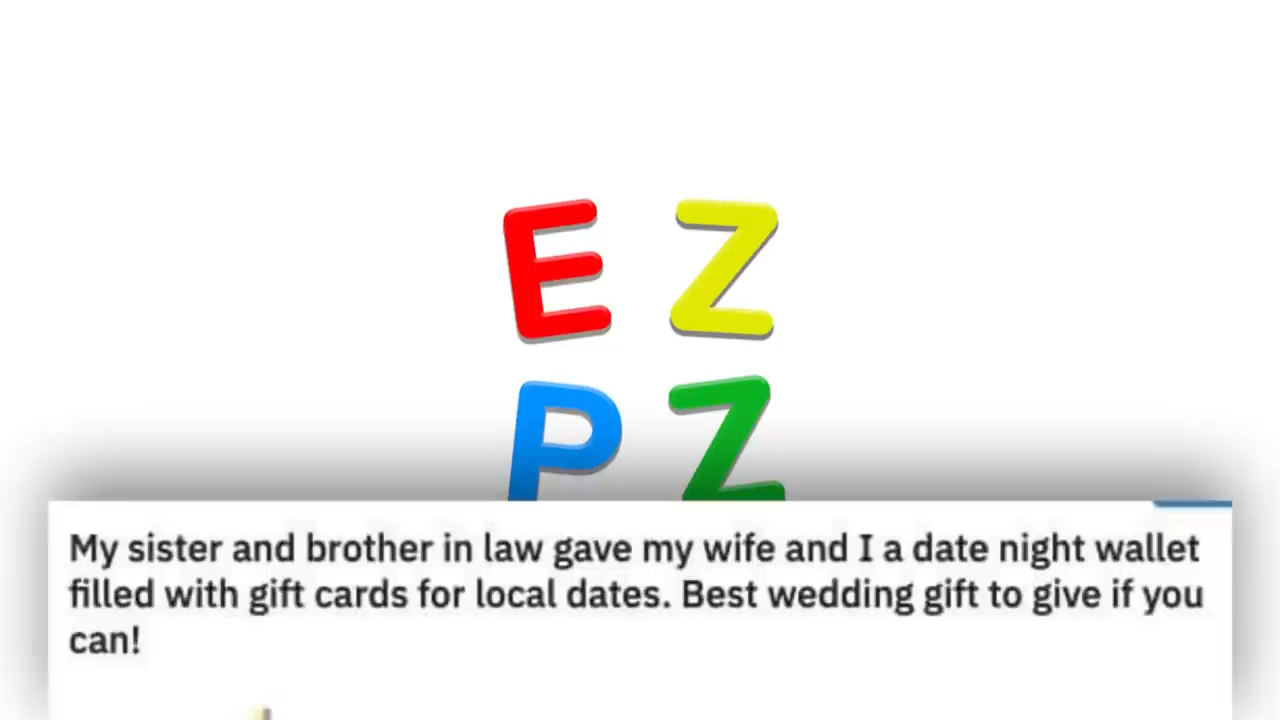 E Z
P Z
My sister and brother in law gave my wife and I a date night wallet
filled with gift cards for local dates. Best wedding gift to give if you
can!